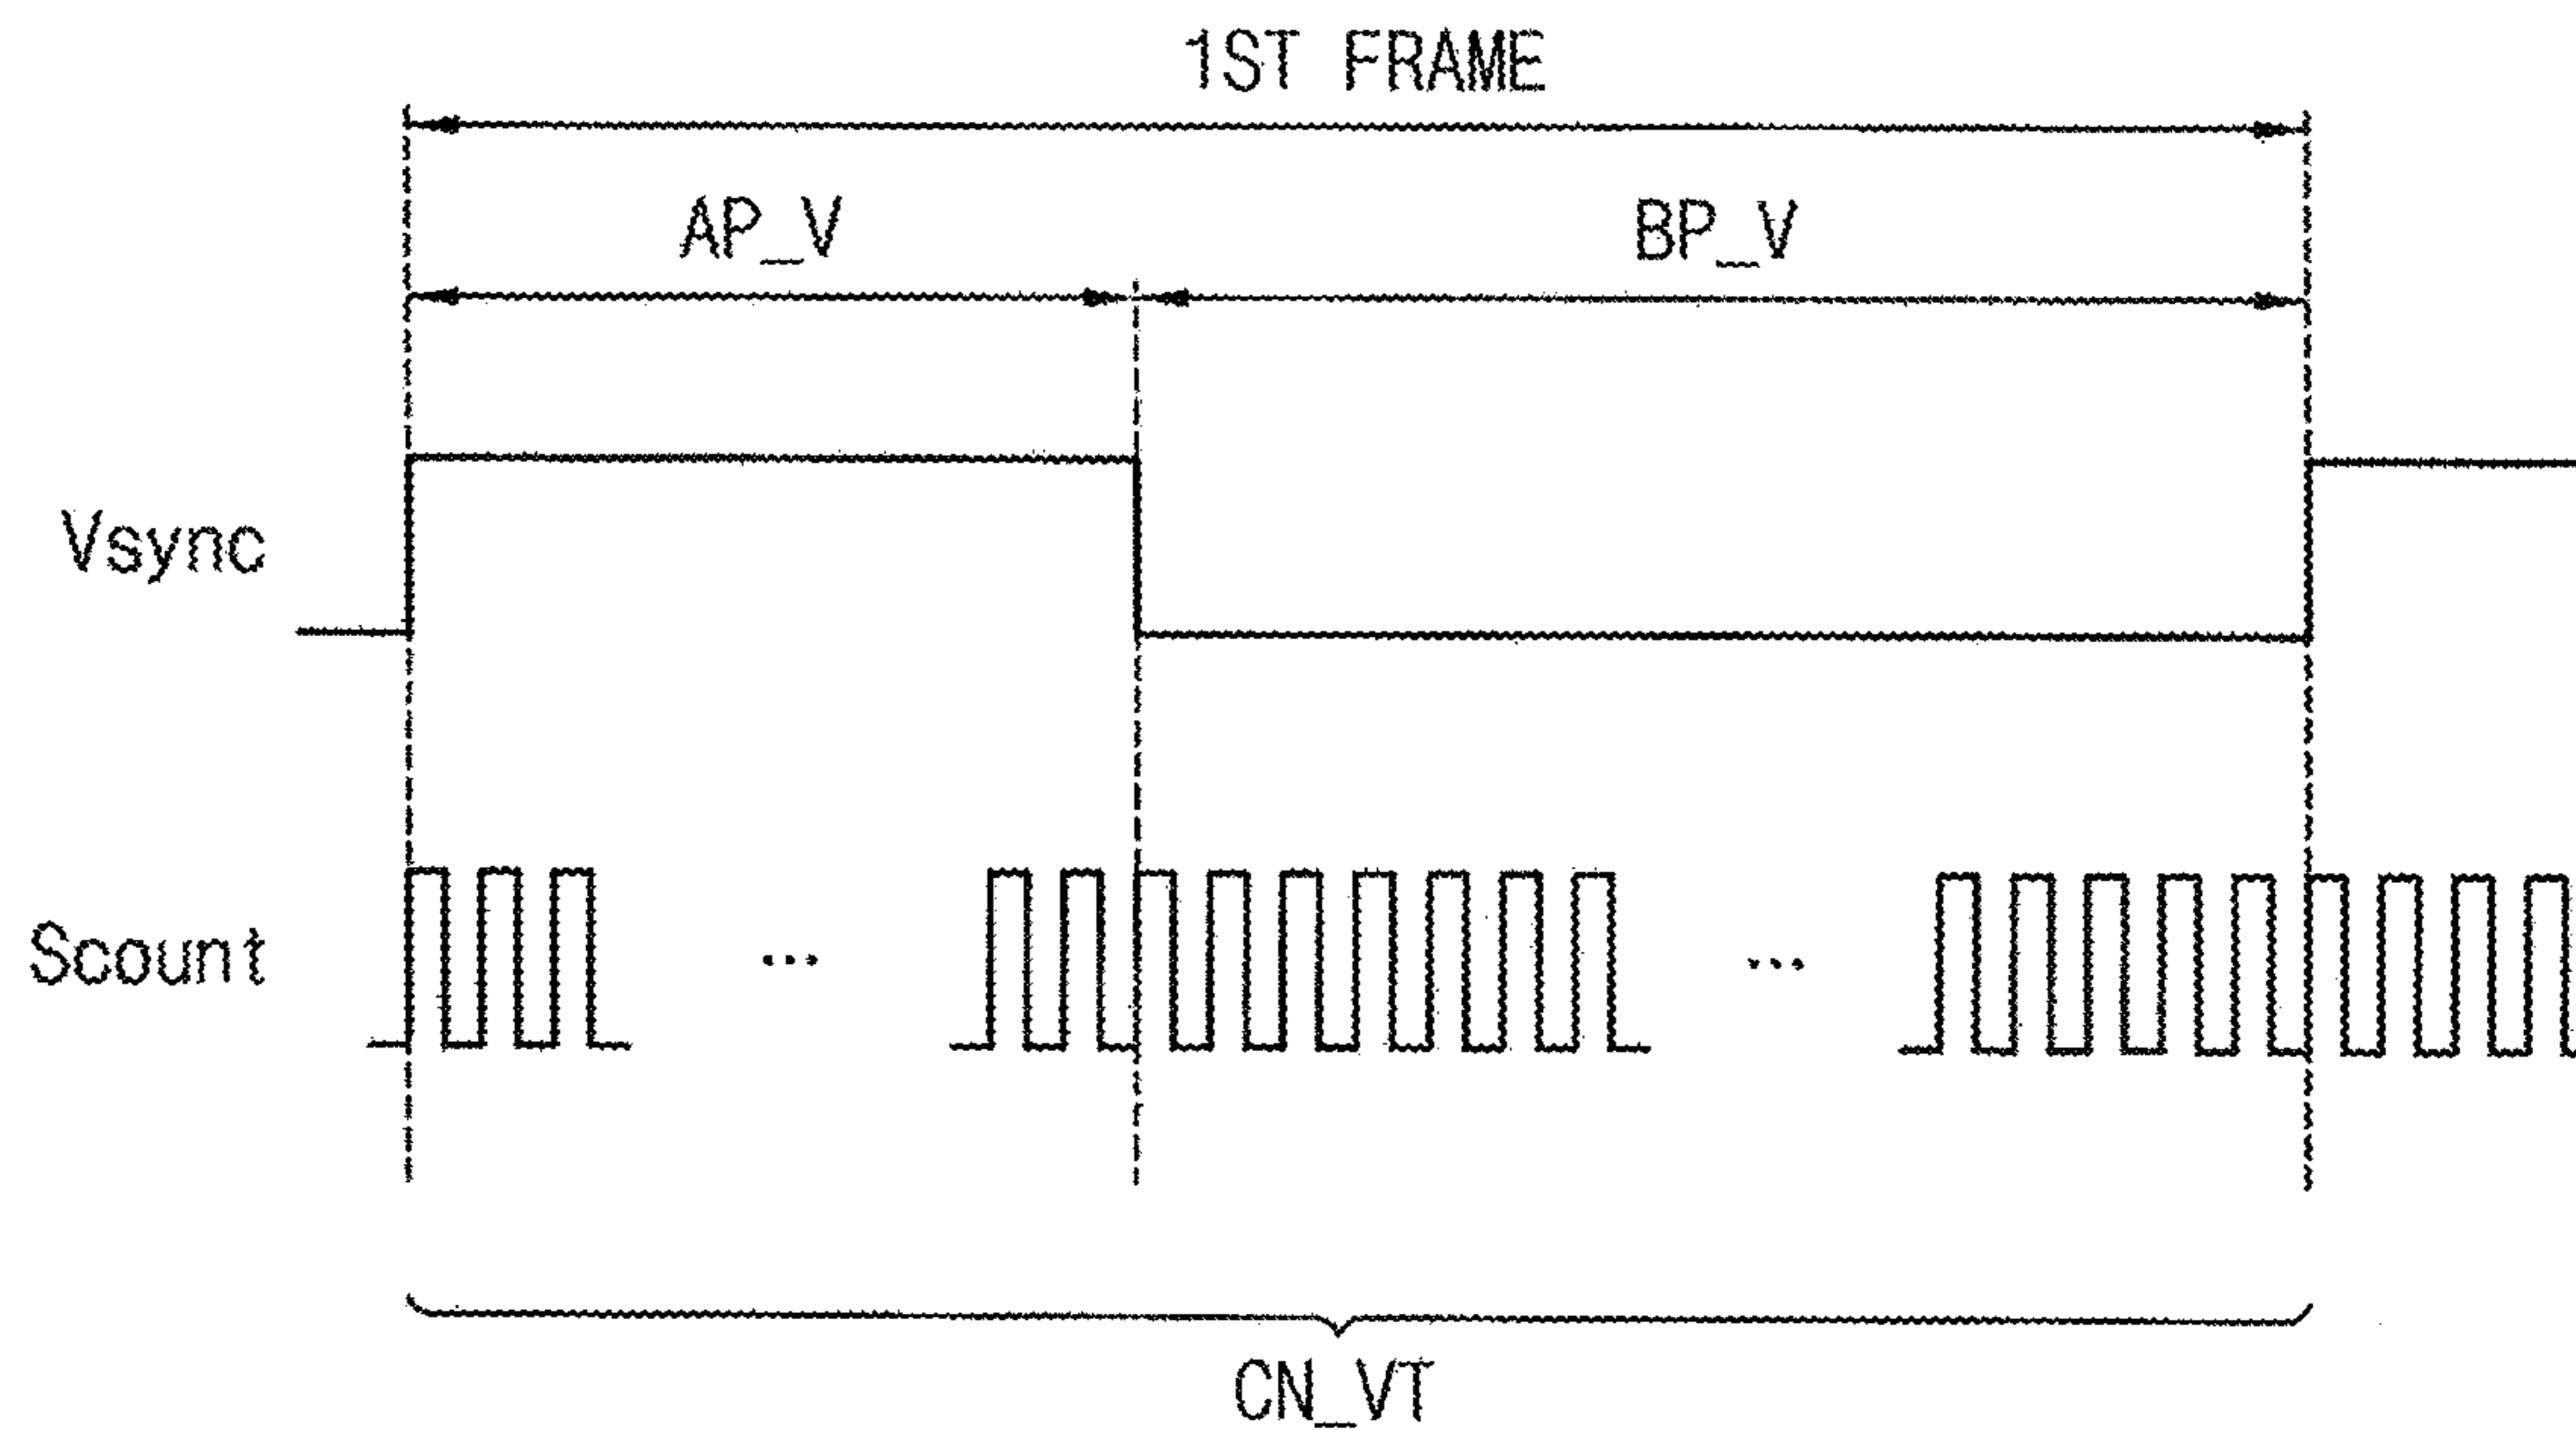 1ST FRAME
AP_V
BP_V
Vsync
Scount
...
...
CN_VT